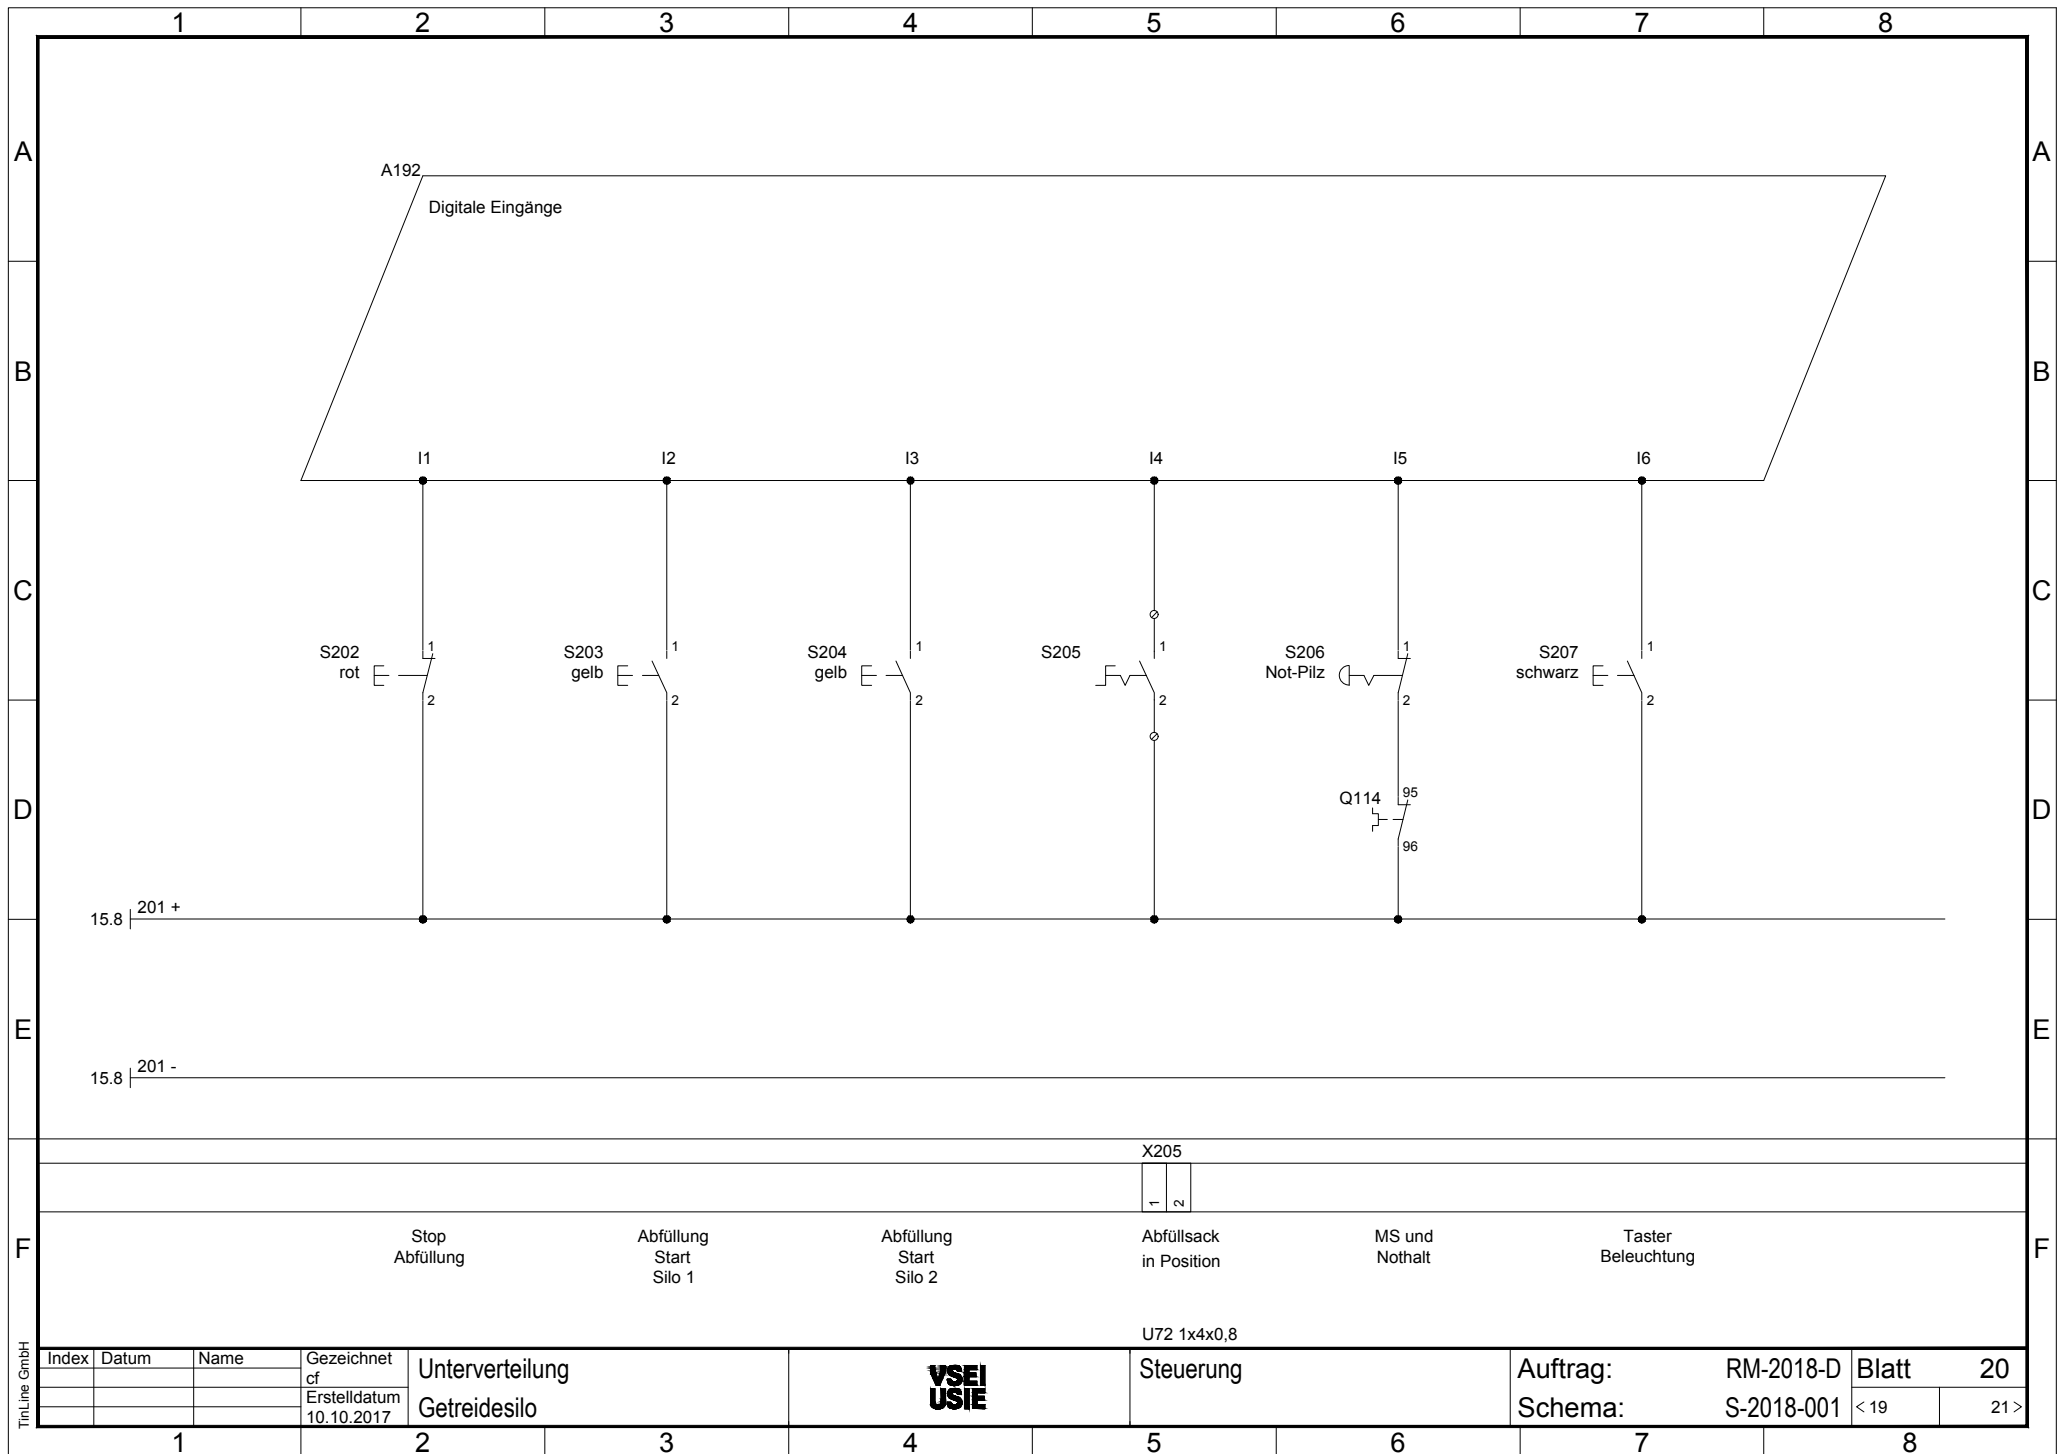 1 2 3 4 5 6 7 8
A A
A192
Digitale Eingänge
B B
I1 I2 I3 I4 I5 I6
C C
S202 1 S203 1 S204 1 S205 1 S206 1 S207 1
rot gelb gelb Not-Pilz schwarz
2 2 2 2 2 2
Q114 95
D D
96
15.8 201 +
E E
15.8 201 -
X205
1 2
F F
Stop
Abfüllung
Abfüllung
Start
Silo 1
Abfüllung
Start
Silo 2
Abfüllsack
in Position
MS und
Nothalt
Taster
Beleuchtung
U72 1x4x0,8
TinLine GmbH
Index Datum Name
Gezeichnet
cf
Erstelldatum
10.10.2017
Unterverteilung
Getreidesilo
VSEI
USIE
Steuerung
Auftrag: RM-2018-D
Schema: S-2018-001
Blatt 20
< 19 21 >
1 2 3 4 5 6 7 8